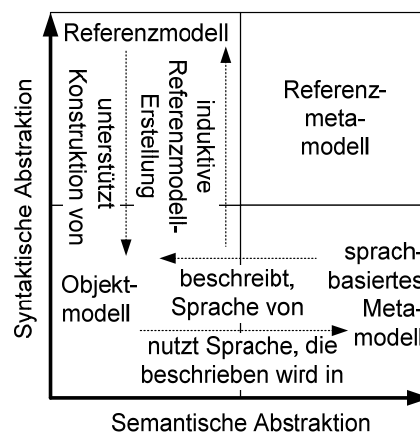 Referenzmodell
unterstützt
Konstruktion von
induktive
Referenzmodell-
Erstellung
Referenz-
meta-
modell
Syntaktische Abstraktion
Objekt-
modell
beschreibt,
Sprache von
sprach-
basiertes
Meta-
modell
nutzt Sprache, die
beschrieben wird in
Semantische Abstraktion